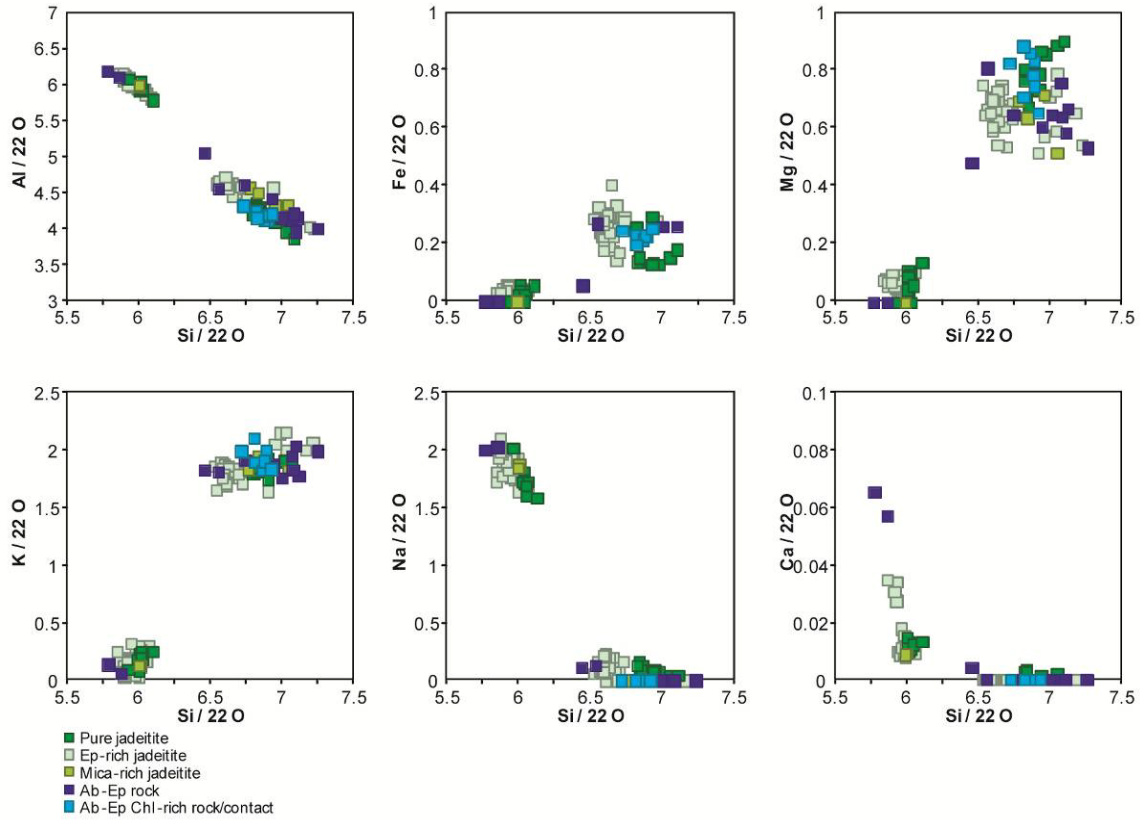 7
6.5
6
5.5
5
4.5
4
3.5
3
Al / 22 O
5.5 6 6.5 7 7.5
Si / 22 O
1
0.8
0.6
0.4
0.2
0
Fe / 22 O
5.5 6 6.5 7 7.5
Si / 22 O
1
0.8
0.6
0.4
0.2
0
Mg / 22 O
5.5 6 6.5 7 7.5
Si / 22 O
2.5
2
1.5
1
0.5
0
K / 22 O
5.5 6 6.5 7 7.5
Si / 22 O
2.5
2
1.5
1
0.5
0
Na / 22 O
5.5 6 6.5 7 7.5
Si / 22 O
0.1
0.08
0.06
0.04
0.02
0
Ca / 22 O
5.5 6 6.5 7 7.5
Si / 22 O
Pure jadeitite
Ep-rich jadeitite
Mica-rich jadeitite
Ab-Ep rock
Ab-Ep Chl-rich rock/contact